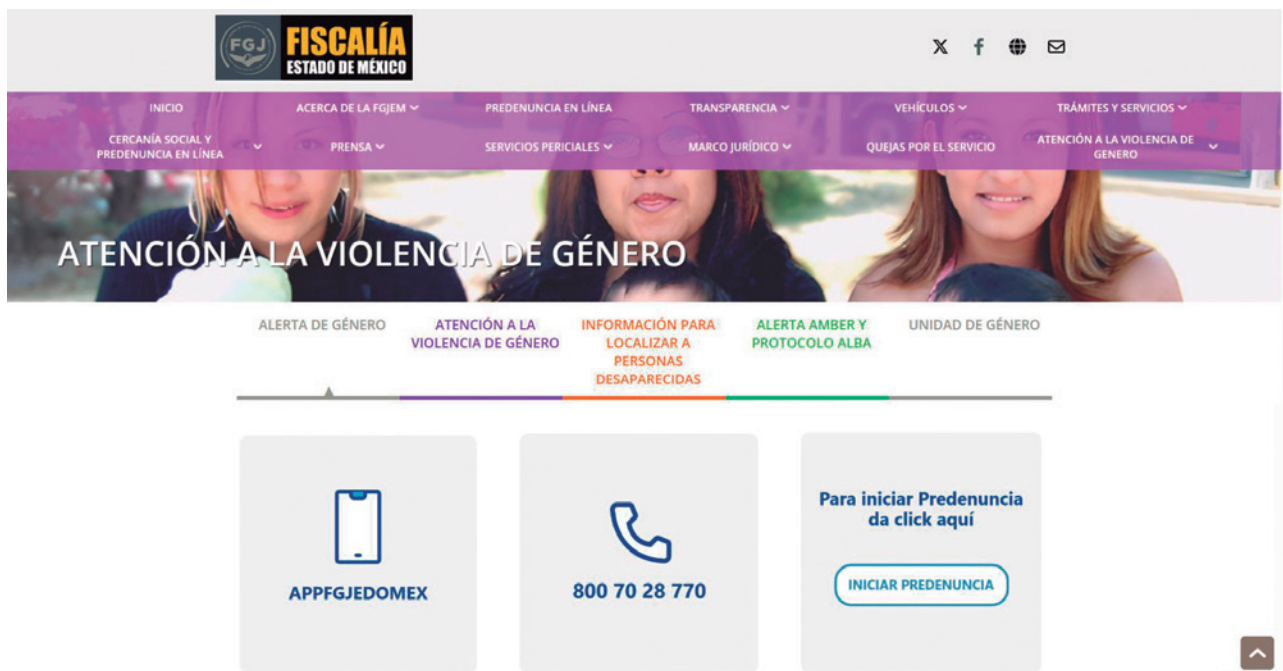 FGJ
FISCALÍA
ESTADO DE MÉXICO
INICIO
ACERCA DE LA FGJEM
PREDENUNCIA EN LÍNEA
TRANSPARENCIA
VEHÍCULOS
TRÁMITES Y SERVICIOS
CERCANÍA SOCIAL Y
PREDENUNCIA EN LÍNEA
PRENSA
SERVICIOS PERICIALES
MARCO JURÍDICO
QUEJAS POR EL SERVICIO
ATENCIÓN A LA VIOLENCIA DE
GENERO
ATENCIÓN A LA VIOLENCIA DE GÉNERO
ALERTA DE GÉNERO
ATENCIÓN A LA
VIOLENCIA DE GÉNERO
INFORMACIÓN PARA
LOCALIZAR A
PERSONAS
DESAPARECIDAS
ALERTA AMBER Y
PROTOCOLO ALBA
UNIDAD DE GÉNERO
APPFGJEDOMEX
800 70 28 770
Para iniciar Predenuncia
da click aquí
INICIAR PREDENUNCIA